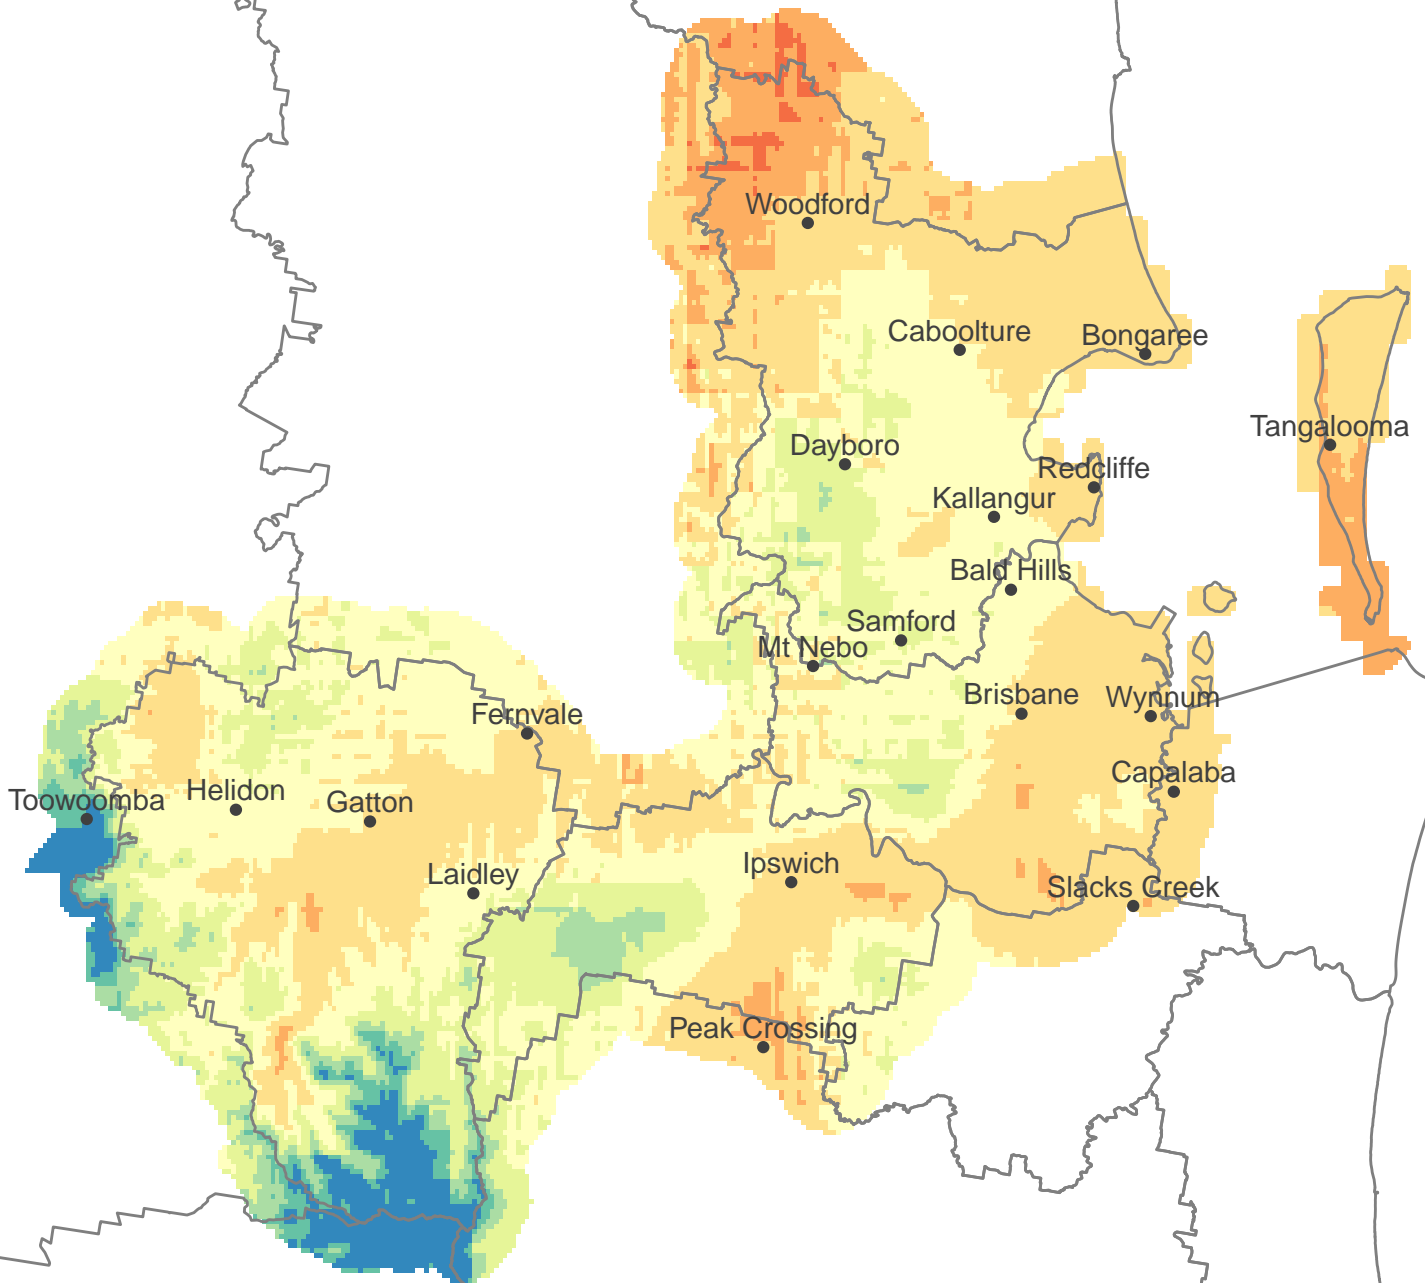 Woodford
Caboolture
Bongaree
Tangalooma
Dayboro
Redcliffe
Kallangur
Bald Hills
Samford
Mt Nebo
Brisbane
Wynnum
Fernvale
Capalaba
Toowoomba
Helidon
Gatton
Ipswich
Laidley
Slacks Creek
Peak Crossing